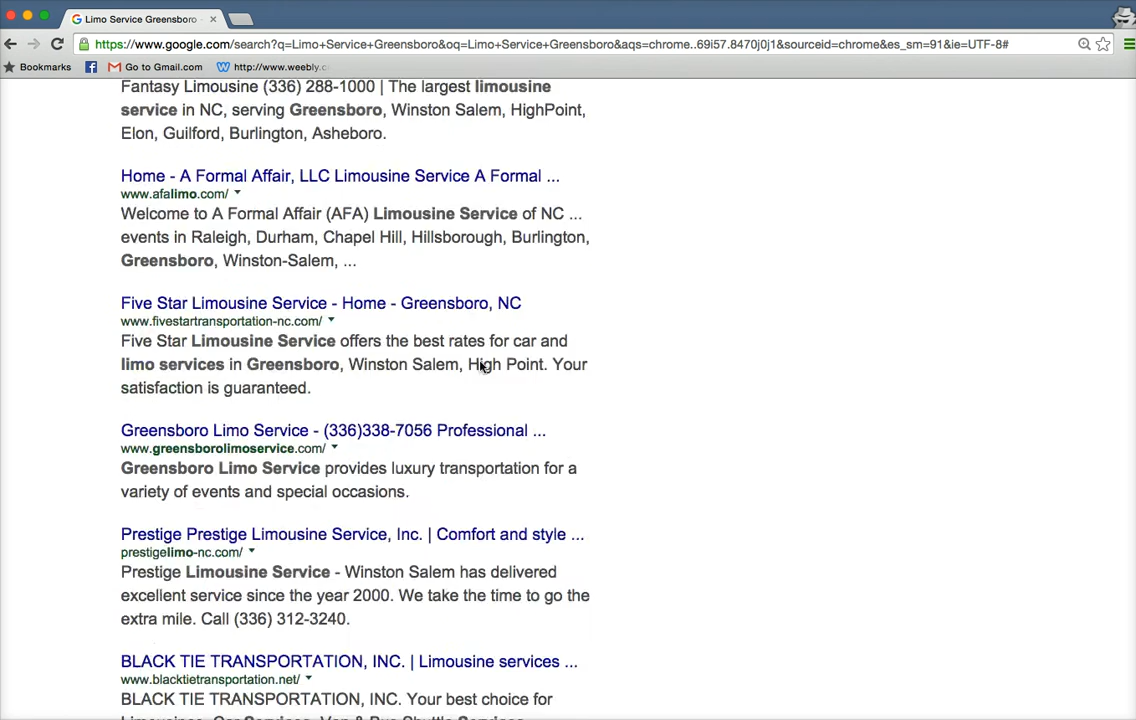 Limo Service Greensboro
https://www.google.com/search?q=Limo+Service+Greensboro&oq=Limo+Service+Greensboro&aqs=chrome..69i57.8470j0j1&sourceid=chrome&es_sm=91&ie=UTF-8#
Bookmarks Go to Gmail.com http://www.weebly.c
Fantasy Limousine (336) 288-1000 | The largest limousine
service in NC, serving Greensboro, Winston Salem, HighPoint,
Elon, Guilford, Burlington, Asheboro.
Home - A Formal Affair, LLC Limousine Service A Formal ...
www.afalimo.com/
Welcome to A Formal Affair (AFA) Limousine Service of NC ...
events in Raleigh, Durham, Chapel Hill, Hillsborough, Burlington,
Greensboro, Winston-Salem, ...
Five Star Limousine Service - Home - Greensboro, NC
www.fivestartransportation-nc.com/
Five Star Limousine Service offers the best rates for car and
limo services in Greensboro, Winston Salem, High Point. Your
satisfaction is guaranteed.
Greensboro Limo Service - (336)338-7056 Professional ...
www.greensborolimoservice.com/
Greensboro Limo Service provides luxury transportation for a
variety of events and special occasions.
Prestige Prestige Limousine Service, Inc. | Comfort and style ...
prestigelimo-nc.com/
Prestige Limousine Service - Winston Salem has delivered
excellent service since the year 2000. We take the time to go the
extra mile. Call (336) 312-3240.
BLACK TIE TRANSPORTATION, INC. | Limousine services ...
www.blacktietransportation.net/
BLACK TIE TRANSPORTATION, INC. Your best choice for
Limousines, Car Services, Van & Bus Shuttle Services